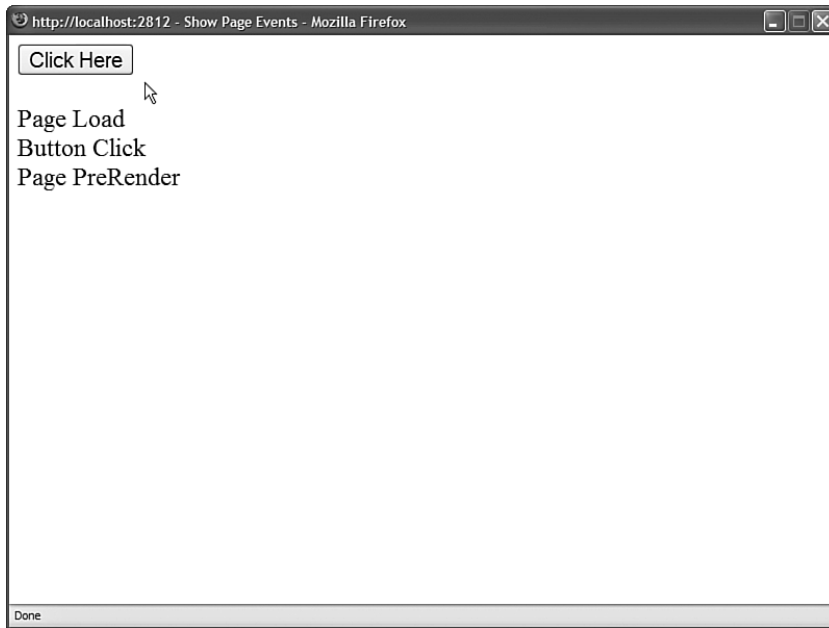 http://localhost:2812 - Show Page Events - Mozilla Firefox
Click Here
Page Load
Button Click
Page PreRender
Done